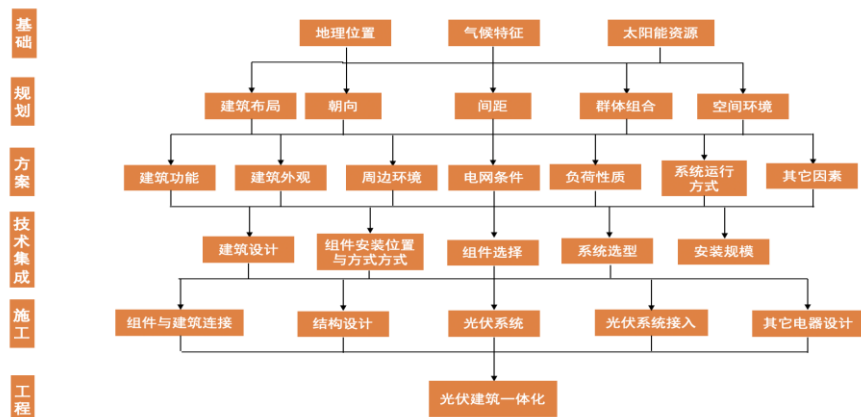 基础
地理位置
气候特征
太阳能资源
规划
建筑布局
朝向
间距
群体组合
空间环境
方案
建筑功能
建筑外观
周边环境
电网条件
负荷性质
系统运行
方式
其它因素
技术集成
建筑设计
组件安装位置
与方式方式
组件选择
系统选型
安装规模
施工
组件与建筑连接
结构设计
光伏系统
光伏系统接入
其它电器设计
工程
光伏建筑一体化